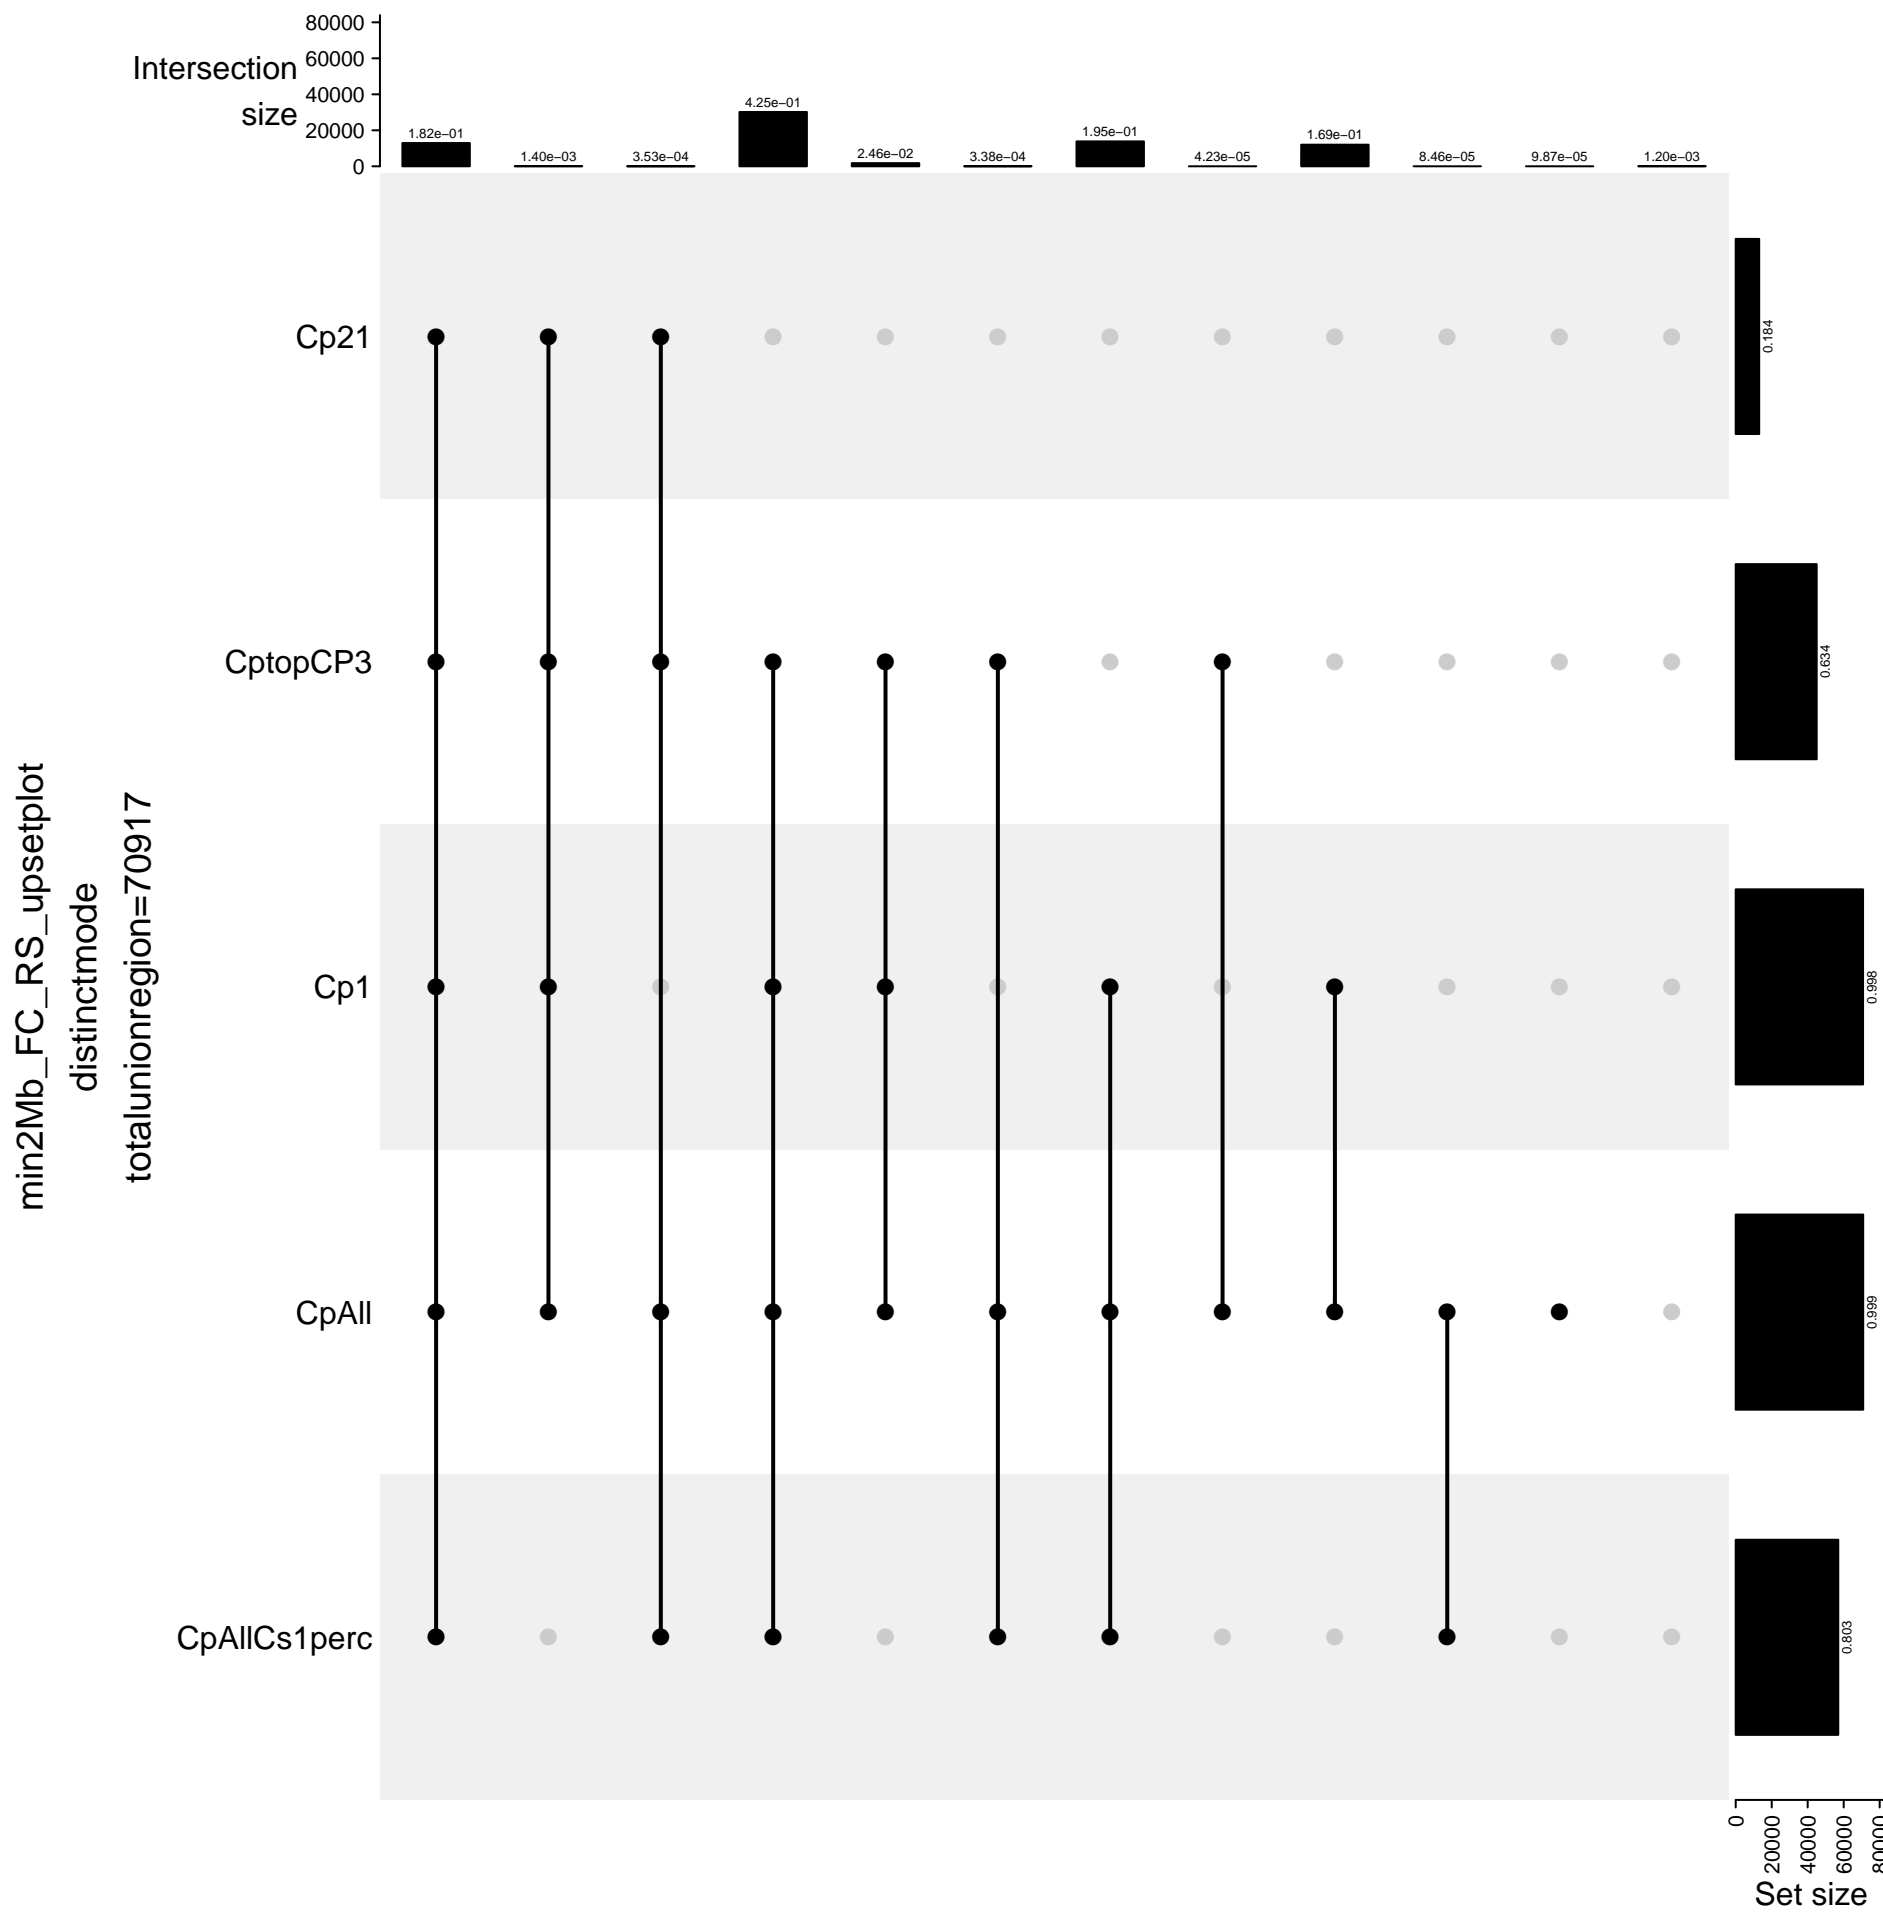 80000
60000
40000
20000
0
Intersection
size
1.82e−01
1.40e−03
3.53e−04
4.25e−01
2.46e−02
3.38e−04
1.95e−01
4.23e−05
1.69e−01
8.46e−05
9.87e−05
1.20e−03
Cp21
CptopCP3
Cp1
CpAll
CpAllCs1perc
min2Mb_FC_RS_upsetplot
distinctmode
totalunionregion=70917
0.184
0.634
0.998
0.999
0.803
0
20000
40000
60000
80000
Set size